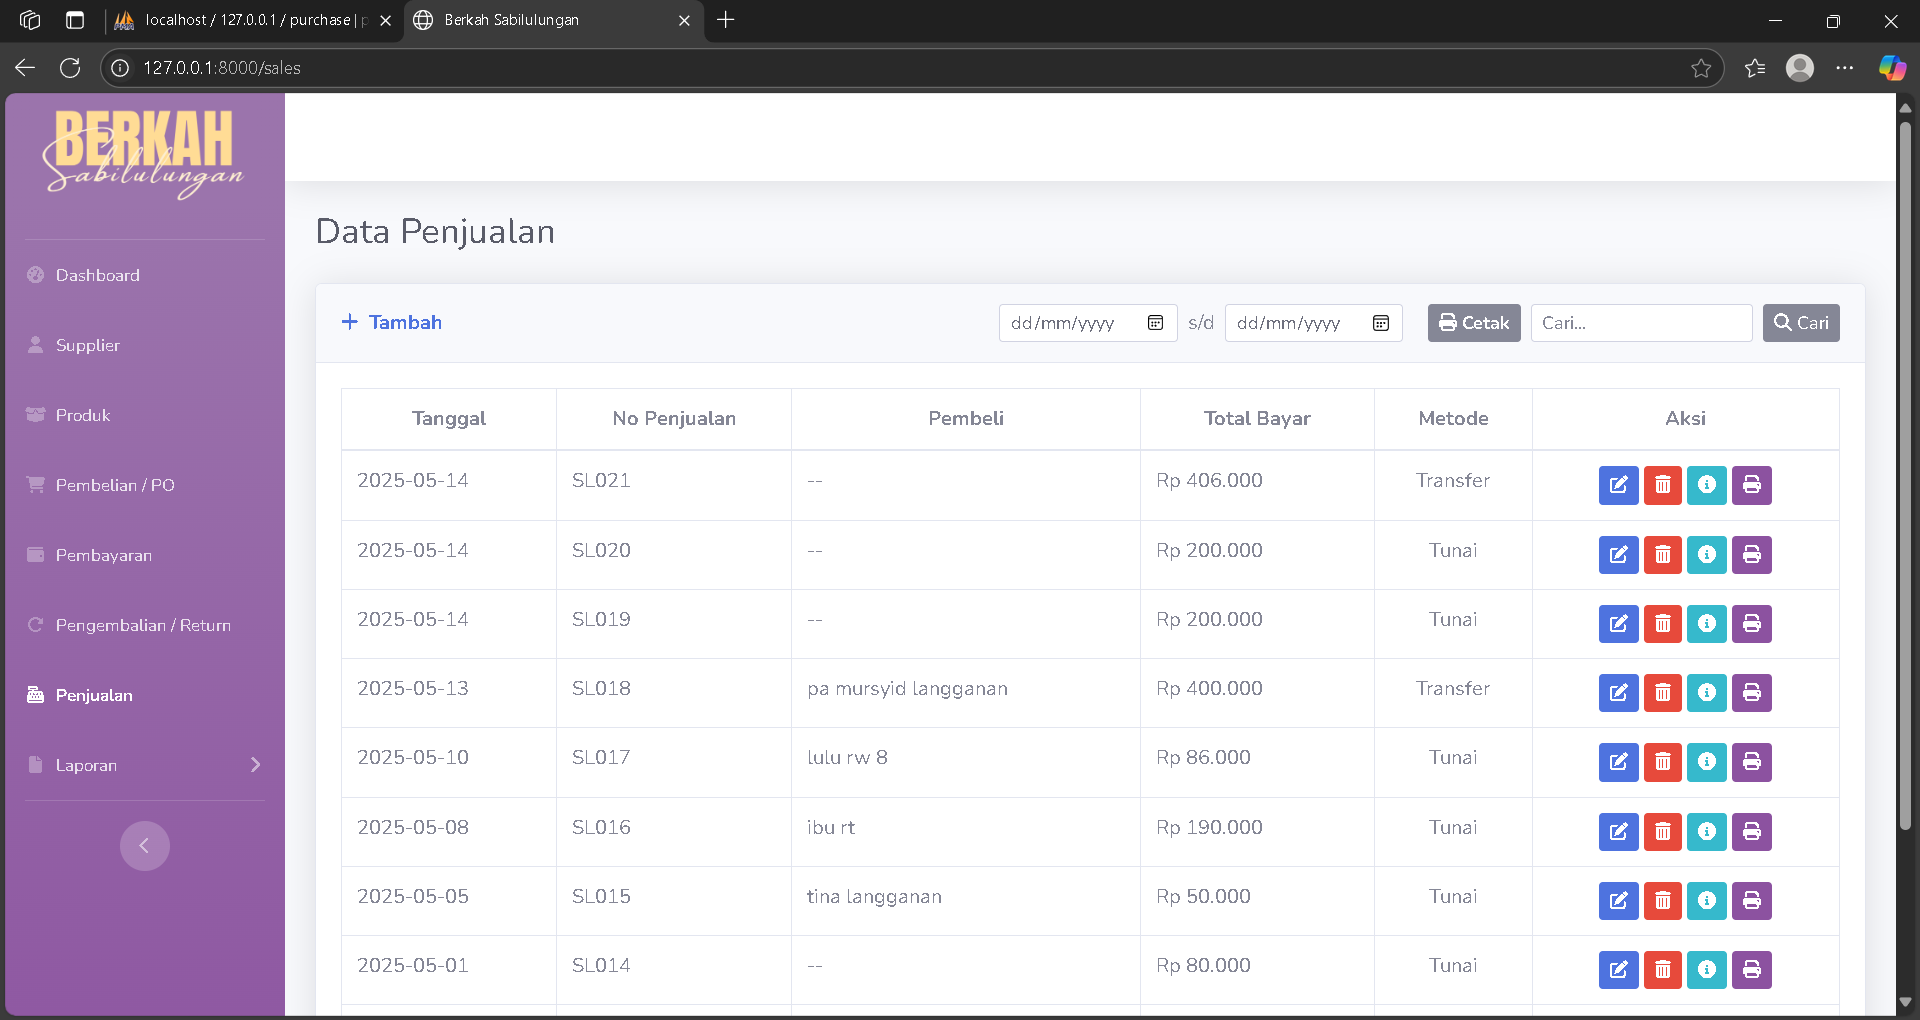 localhost / 127.0.0.1 / purchase | p
Berkah Sabilulungan
127.0.0.1:8000/sales
BERKAH
Sabilulungan
Dashboard
Supplier
Produk
Pembelian / PO
Pembayaran
Pengembalian / Return
Penjualan
Laporan
Data Penjualan
+ Tambah dd/mm/yyyy s/d dd/mm/yyyy Cetak Cari... Cari
Tanggal No Penjualan Pembeli Total Bayar Metode Aksi
2025-05-14 SL021 -- Rp 406.000 Transfer
2025-05-14 SL020 -- Rp 200.000 Tunai
2025-05-14 SL019 -- Rp 200.000 Tunai
2025-05-13 SL018 pa mursyid langganan Rp 400.000 Transfer
2025-05-10 SL017 lulu rw 8 Rp 86.000 Tunai
2025-05-08 SL016 ibu rt Rp 190.000 Tunai
2025-05-05 SL015 tina langganan Rp 50.000 Tunai
2025-05-01 SL014 -- Rp 80.000 Tunai